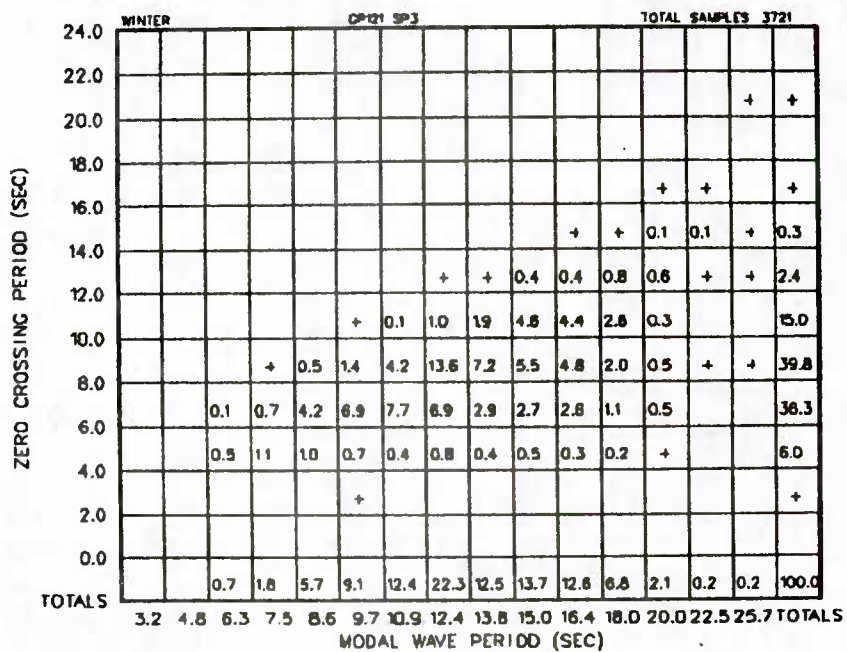 WINTER GP121 SP3 TOTAL SAMPLES 3721
24.0
22.0
+ +
20.0
18.0
+ + +
16.0
+ + 0.1 0.1 + 0.3
14.0
+ + 0.4 0.4 0.8 0.6 + + 2.4
12.0
+ 0.1 1.0 1.9 4.6 4.4 2.6 0.3 15.0
10.0
+ 0.5 1.4 4.2 13.6 7.2 5.5 4.8 2.0 0.5 + + 39.8
8.0
0.1 0.7 4.2 6.9 7.7 6.9 2.9 2.7 2.6 1.1 0.5 36.3
6.0
0.5 1.1 1.0 0.7 0.4 0.8 0.4 0.5 0.3 0.2 + 6.0
4.0
+ +
2.0
0.0
0.7 1.8 5.7 9.1 12.4 22.3 12.5 13.7 12.6 6.8 2.1 0.2 0.2 100.0
TOTALS
3.2 4.8 6.3 7.5 8.6 9.7 10.9 12.4 13.8 15.0 16.4 18.0 20.0 22.5 25.7 TOTALS
MODAL WAVE PERIOD (SEC)
ZERO CROSSING PERIOD (SEC)